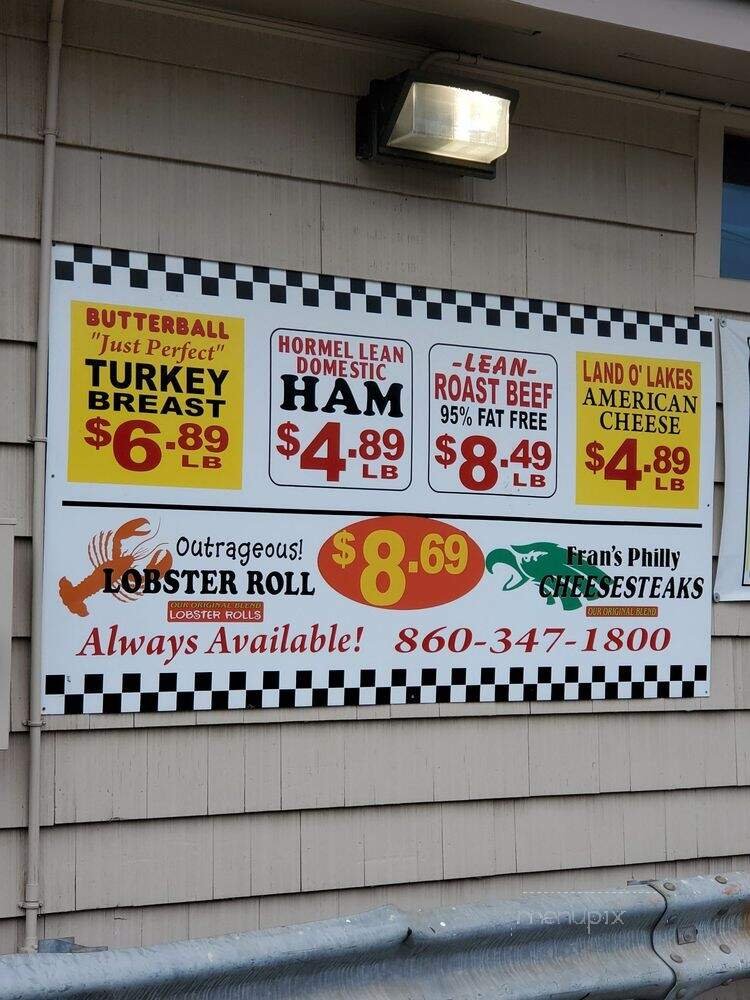 BUTTERBALL
"Just Perfect"
TURKEY
BREAST
$6.89
LB
HORMEL LEAN
DOMESTIC
HAM
$4.89
LB
-LEAN-
ROAST BEEF
95% FAT FREE
$8.49
LB
LAND O' LAKES
AMERICAN
CHEESE
$4.89
LB
Outrageous!
LOBSTER ROLL
OUR ORIGINAL BLEND
LOBSTER ROLLS
$8.69
Fran's Philly
CHEESESTEAKS
OUR ORIGINAL BLEND
Always Available! 860-347-1800
menupix